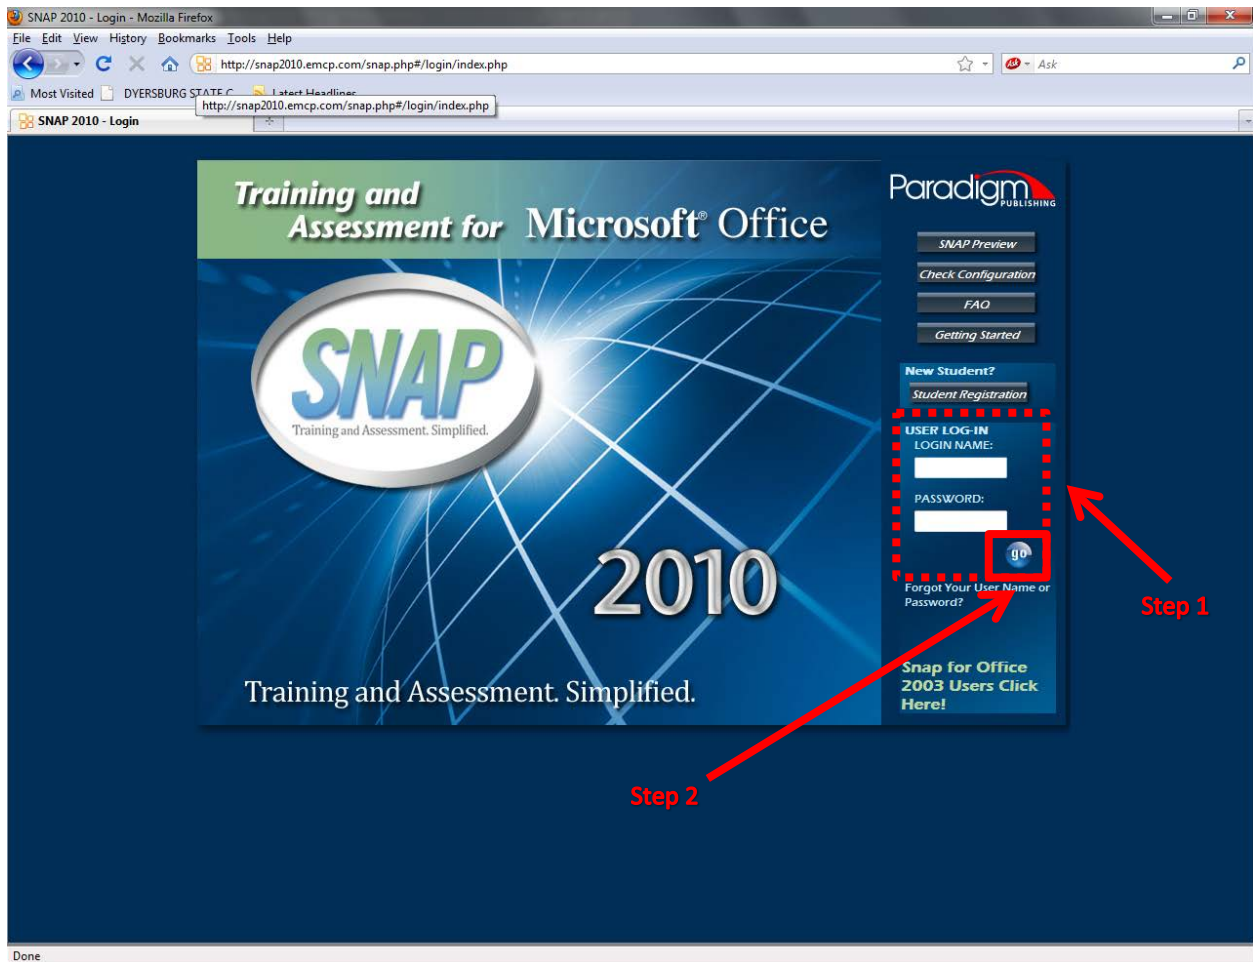 SNAP 2010 - Login - Mozilla Firefox
File Edit View History Bookmarks Tools Help
http://snap2010.emcp.com/snap.php#/login/index.php
Ask
Most Visited DYERSBURG STATE C... Latest Headlines
http://snap2010.emcp.com/snap.php#/login/index.php
SNAP 2010 - Login
Training and
Assessment for Microsoft® Office
SNAP
Training and Assessment. Simplified.
2010
Training and Assessment. Simplified.
Paradigm
PUBLISHING
SNAP Preview
Check Configuration
FAQ
Getting Started
New Student?
Student Registration
USER LOG-IN
LOGIN NAME:
PASSWORD:
go
Forgot Your User Name or
Password?
Snap for Office
2003 Users Click
Here!
Step 1
Step 2
Done